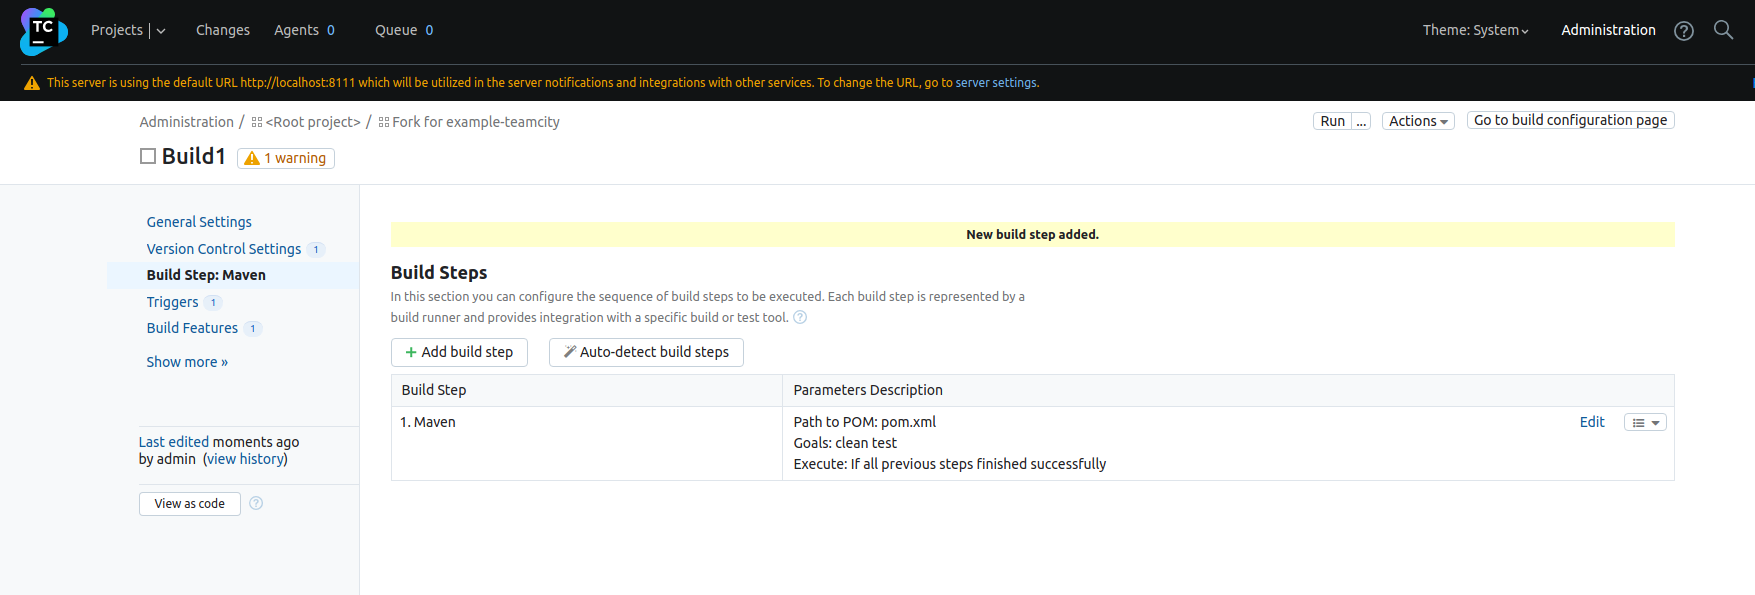 TC
Projects Changes Agents 0 Queue 0 Theme: System Administration ?
This server is using the default URL http://localhost:8111 which will be utilized in the server notifications and integrations with other services. To change the URL, go to server settings.
Administration / <Root project> / Fork for example-teamcity Run ... Actions Go to build configuration page
Build1 1 warning
General Settings
Version Control Settings 1
Build Step: Maven
Triggers 1
Build Features 1
Show more »
Last edited moments ago
by admin (view history)
View as code ?
New build step added.
Build Steps
In this section you can configure the sequence of build steps to be executed. Each build step is represented by a
build runner and provides integration with a specific build or test tool. ?
+ Add build step Auto-detect build steps
Build Step Parameters Description
1. Maven Path to POM: pom.xml Edit
Goals: clean test
Execute: If all previous steps finished successfully